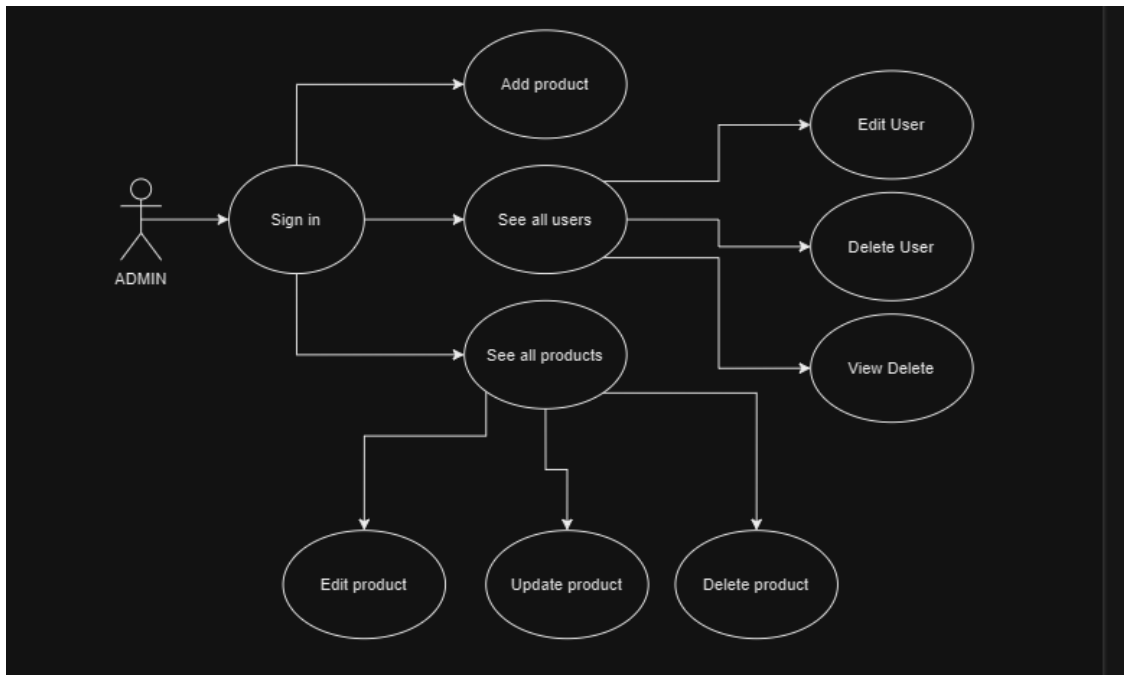 Add product
Edit User
Sign in
See all users
Delete User
ADMIN
See all products
View Delete
Edit product
Update product
Delete product